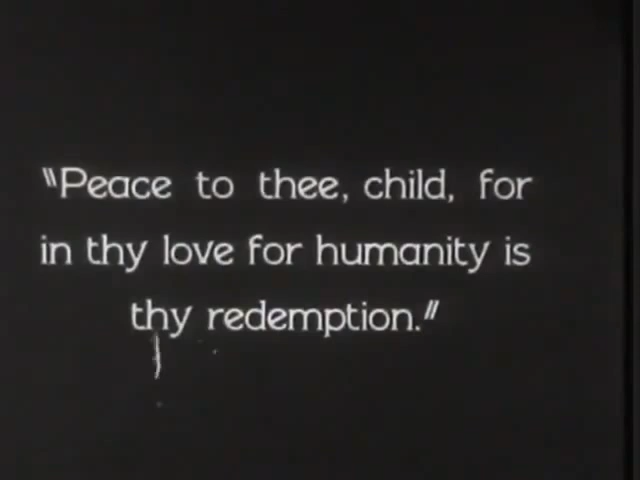 "Peace to thee, child, for
in thy love for humanity is
thy redemption."